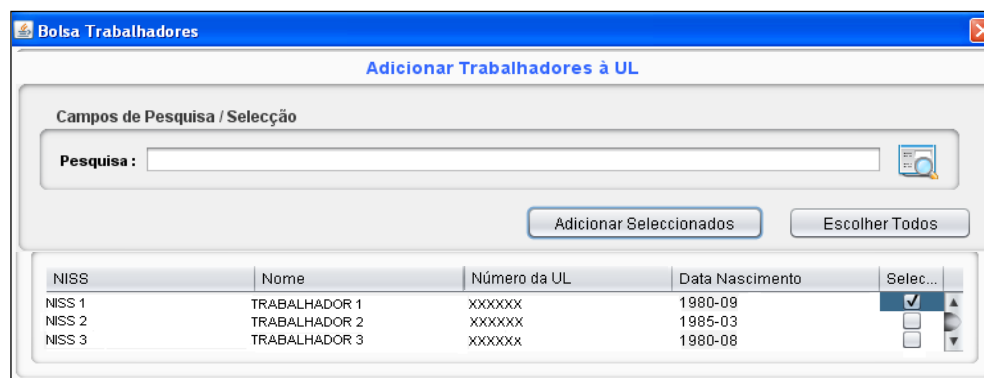 Bolsa Trabalhadores
Adicionar Trabalhadores à UL
Campos de Pesquisa / Selecção
Pesquisa :
Adicionar Seleccionados Escolher Todos
NISS Nome Número da UL Data Nascimento Selec...
NISS 1 TRABALHADOR 1 XXXXXX 1980-09
NISS 2 TRABALHADOR 2 XXXXXX 1985-03
NISS 3 TRABALHADOR 3 XXXXXX 1980-08